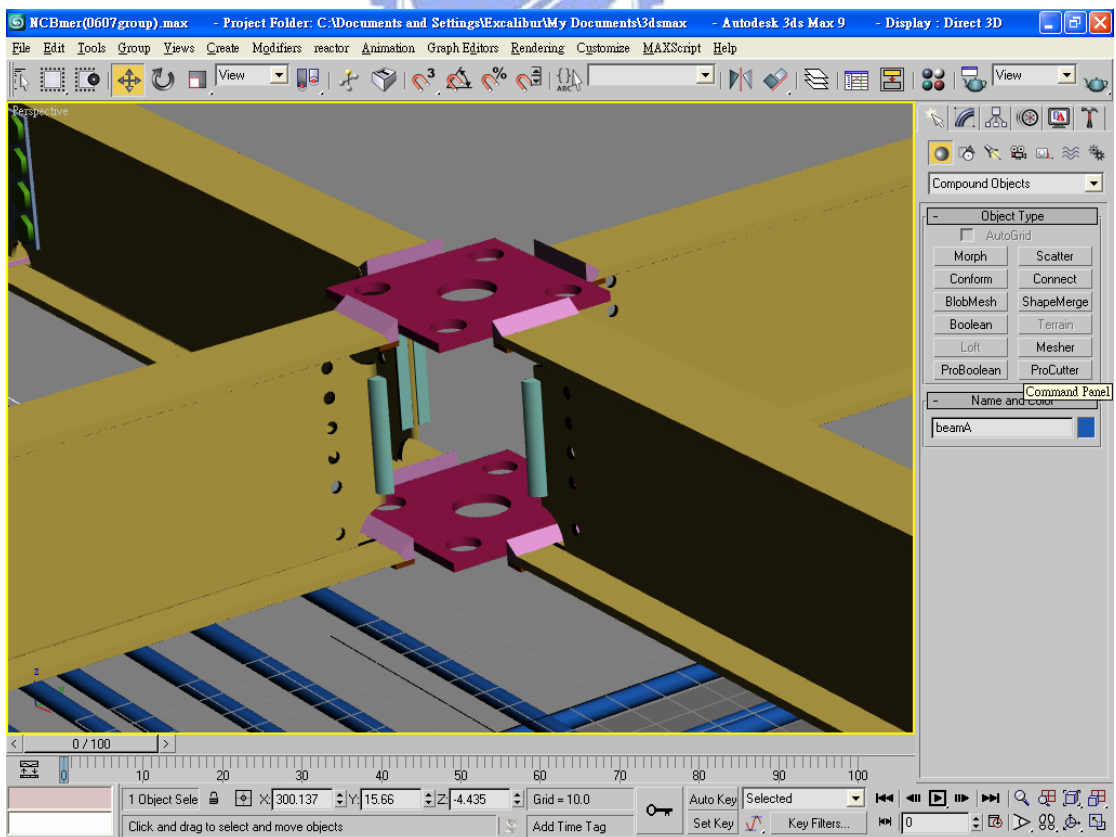 NCBmer(0607group).max - Project Folder: C:\Documents and Settings\Excalibur\My Documents\3dsmax - Autodesk 3ds Max 9 - Display : Direct 3D
File Edit Tools Group Views Create Modifiers reactor Animation Graph Editors Rendering Customize MAXScript Help
View 3 % ABC View
Perspective
Compound Objects
- Object Type
AutoGrid
Morph Scatter
Conform Connect
BlobMesh ShapeMerge
Boolean Terrain
Loft Mesher
ProBoolean ProCutter
Command Panel
- Name and Color
beamA
z
y
< 0 / 100 >
0 10 20 30 40 50 60 70 80 90 100
1 Object Sele X: 300.137 Y: 15.66 Z: -4.435 Grid = 10.0 Auto Key Selected
Click and drag to select and move objects Add Time Tag Set Key Key Filters... 0